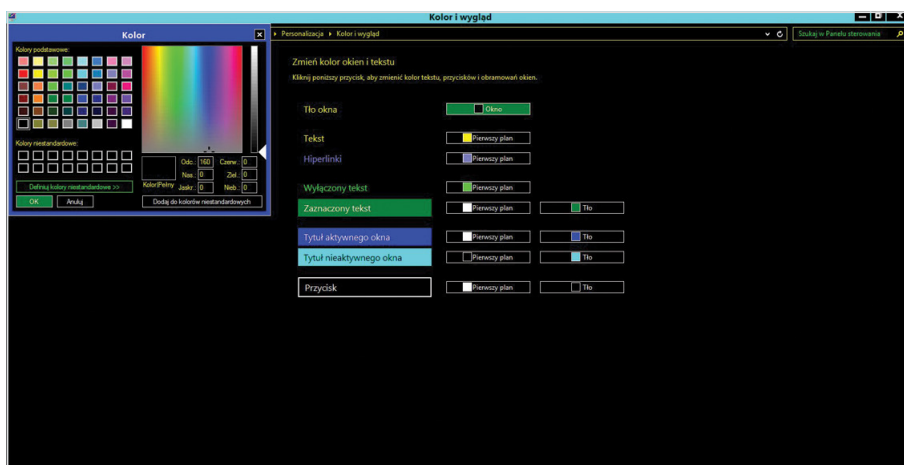 Kolor i wygląd
Kolor
Personalizacja
Kolor i wygląd
Szukaj w Panelu sterowania
Kolory podstawowe:
Kolory niestandardowe:
Definiuj kolory niestandardowe >>
OK
Anuluj
Kolor|Pełny
Odc.: 160
Czerw.: 0
Nas.: 0
Ziel.: 0
Jaskr.: 0
Nieb.: 0
Dodaj do kolorów niestandardowych
Zmień kolor okien i tekstu
Kliknij poniższy przycisk, aby zmienić kolor tekstu, przycisków i obramowań okien.
Tło okna
Okno
Tekst
Pierwszy plan
Hiperlinki
Pierwszy plan
Wyłączony tekst
Pierwszy plan
Zaznaczony tekst
Pierwszy plan
Tło
Tytuł aktywnego okna
Pierwszy plan
Tło
Tytuł nieaktywnego okna
Pierwszy plan
Tło
Przycisk
Pierwszy plan
Tło